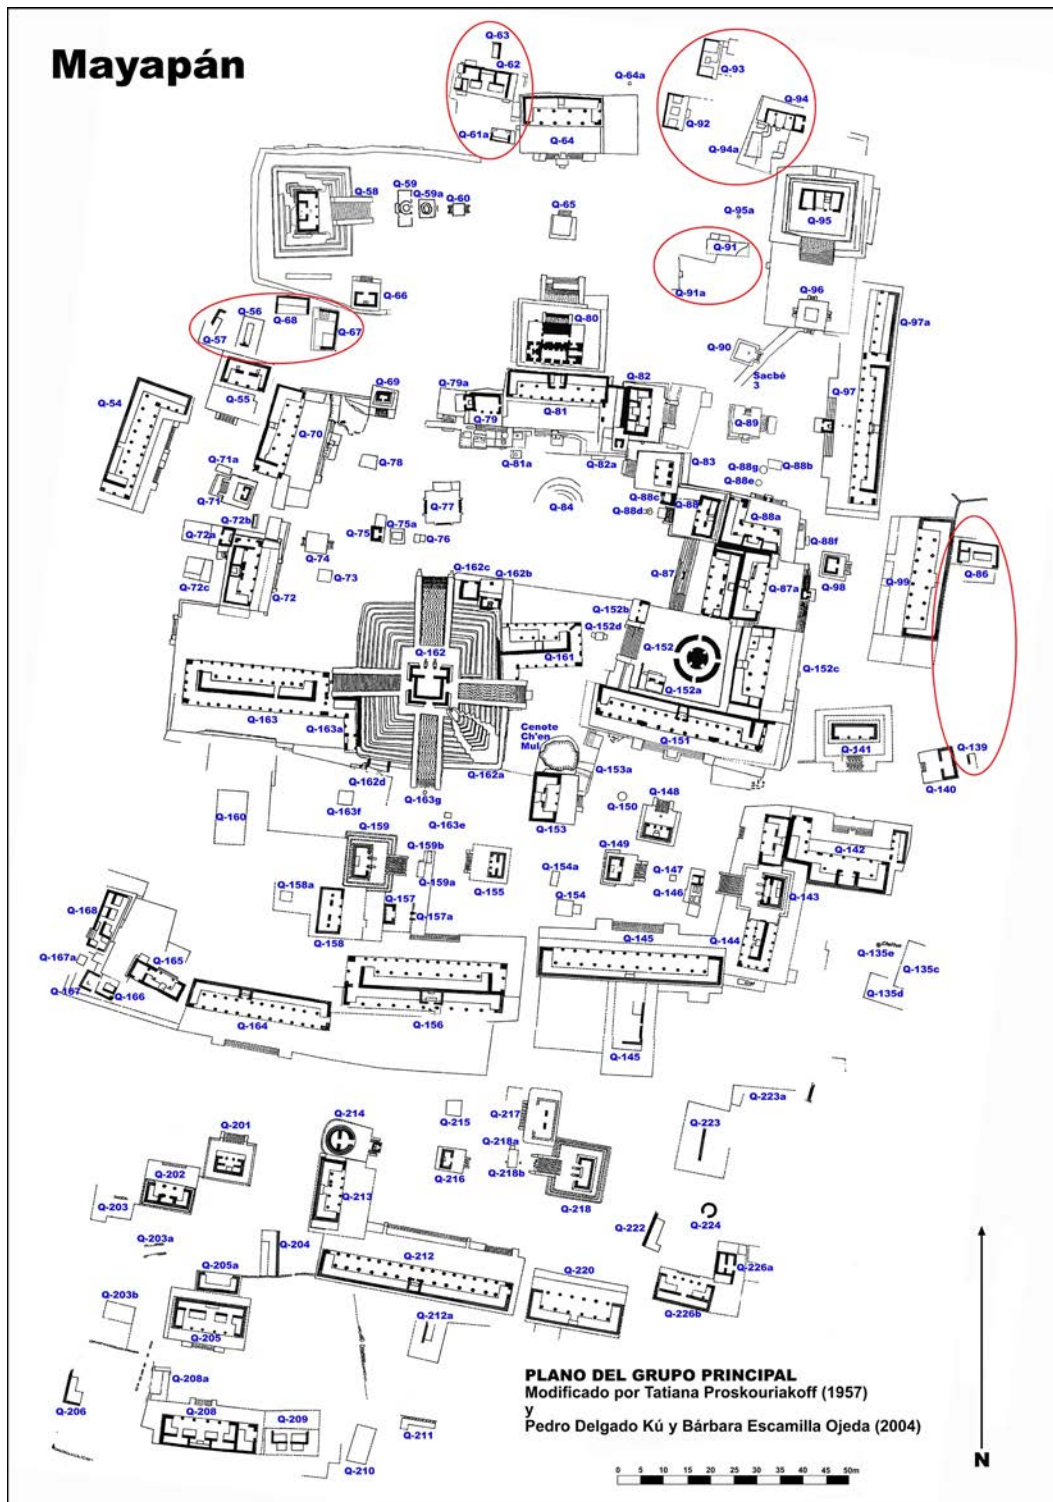 Mayapán
Q-63
Q-62
Q-64a
Q-61a
Q-64
Q-93
Q-92
Q-94
Q-94a
Q-58
Q-59
Q-59a
Q-60
Q-65
Q-95a
Q-95
Q-91
Q-91a
Q-66
Q-96
Q-97a
Q-56
Q-68
Q-57
Q-67
Q-80
Q-90
Sacbé
3
Q-54
Q-55
Q-69
Q-79a
Q-82
Q-81
Q-79
Q-97
Q-70
Q-89
Q-71a
Q-78
Q-81a
Q-82a
Q-83
Q-88g
Q-88b
Q-88e
Q-71
Q-77
Q-84
Q-88c
Q-88
Q-88d
Q-88a
Q-72b
Q-72a
Q-75
Q-75a
Q-76
Q-88f
Q-74
Q-87
Q-87a
Q-98
Q-99
Q-86
Q-72c
Q-72
Q-73
Q-162c
Q-162b
Q-152b
Q-152d
Q-162
Q-161
Q-152
Q-152c
Q-152a
Q-163
Q-163a
Cenote
Ch'en
Mul
Q-151
Q-141
Q-139
Q-162a
Q-153a
Q-162d
Q-140
Q-163g
Q-150
Q-148
Q-160
Q-163f
Q-163e
Q-153
Q-159
Q-159b
Q-149
Q-142
Q-154a
Q-147
Q-159a
Q-155
Q-146
Q-158a
Q-143
Q-157
Q-154
Q-157a
Q-168
Q-158
Q-145
Q-144
Q-135e
Q-167a
Q-165
Q-135c
Q-167
Q-166
Q-135d
Q-164
Q-156
Q-145
Q-223a
Q-214
Q-215
Q-217
Q-201
Q-223
Q-218a
Q-202
Q-216
Q-218b
Q-213
Q-203
Q-218
Q-224
Q-222
Q-203a
Q-204
Q-205a
Q-212
Q-220
Q-226a
Q-203b
Q-226b
Q-212a
Q-205
Q-208a
Q-206
Q-208
Q-209
Q-211
Q-210
PLANO DEL GRUPO PRINCIPAL
Modificado por Tatiana Proskouriakoff (1957)
y
Pedro Delgado Kú y Bárbara Escamilla Ojeda (2004)
0 5 10 15 20 25 30 35 40 45 50m
N